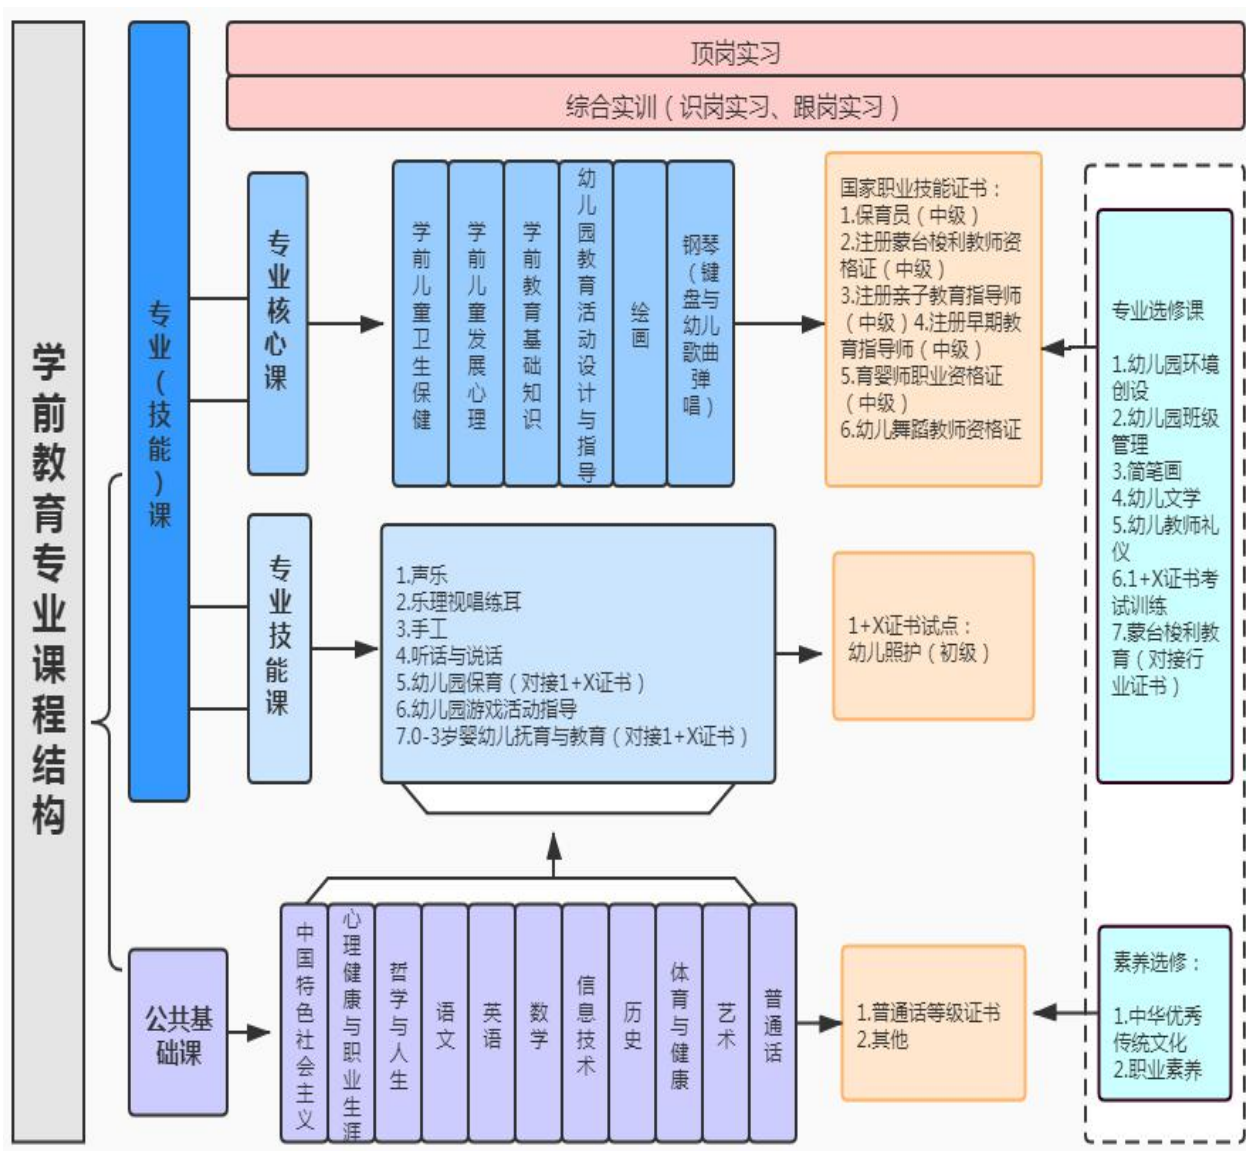 学前教育专业课程结构
专业（技能）课
顶岗实习
综合实训（识岗实习、跟岗实习）
专业核心课
学前儿童卫生保健
学前儿童发展心理
学前教育基础知识
幼儿园教育活动设计与指导
绘画
钢琴
（键
盘与
幼儿
歌曲
弹
唱）
国家职业技能证书：
1.保育员（中级）
2.注册蒙台梭利教师资
格证（中级）
3.注册亲子教育指导师
（中级）4.注册早期教
育指导师（中级）
5.育婴师职业资格证
（中级）
6.幼儿舞蹈教师资格证
专业选修课
1.幼儿园环境
创设
2.幼儿园班级
管理
3.简笔画
4.幼儿文学
5.幼儿教师礼
仪
6.1+X证书考
试训练
7.蒙台梭利教
育（对接行
业证书）
专业技能课
1.声乐
2.乐理视唱练耳
3.手工
4.听话与说话
5.幼儿园保育（对接1+X证书）
6.幼儿园游戏活动指导
7.0-3岁婴幼儿抚育与教育（对接1+X证书）
1+X证书试点：
幼儿照护（初级）
公共基
础课
中国特色社会主义
心理健康与职业生涯
哲学与人生
语文
英语
数学
信息技术
历史
体育与健康
艺术
普通话
1.普通话等级证书
2.其他
素养选修：
1.中华优秀
传统文化
2.职业素养